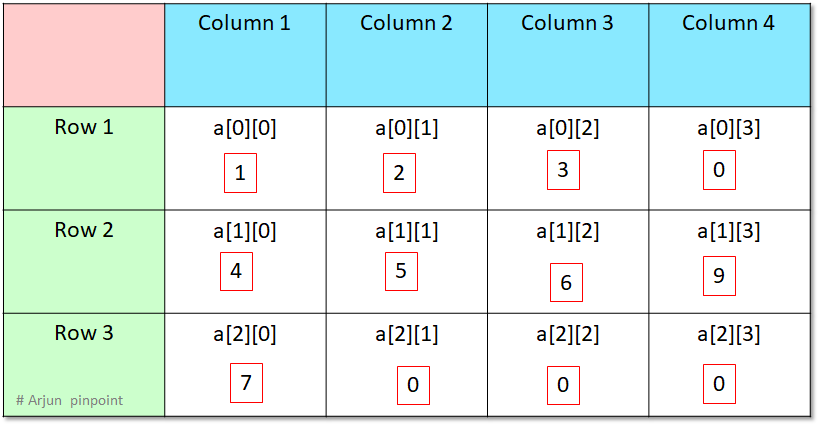 Column 1 Column 2 Column 3 Column 4
Row 1 a[0][0] a[0][1] a[0][2] a[0][3]
1 2 3 0
Row 2 a[1][0] a[1][1] a[1][2] a[1][3]
4 5 6 9
Row 3 a[2][0] a[2][1] a[2][2] a[2][3]
7 0 0 0
# Arjun pinpoint